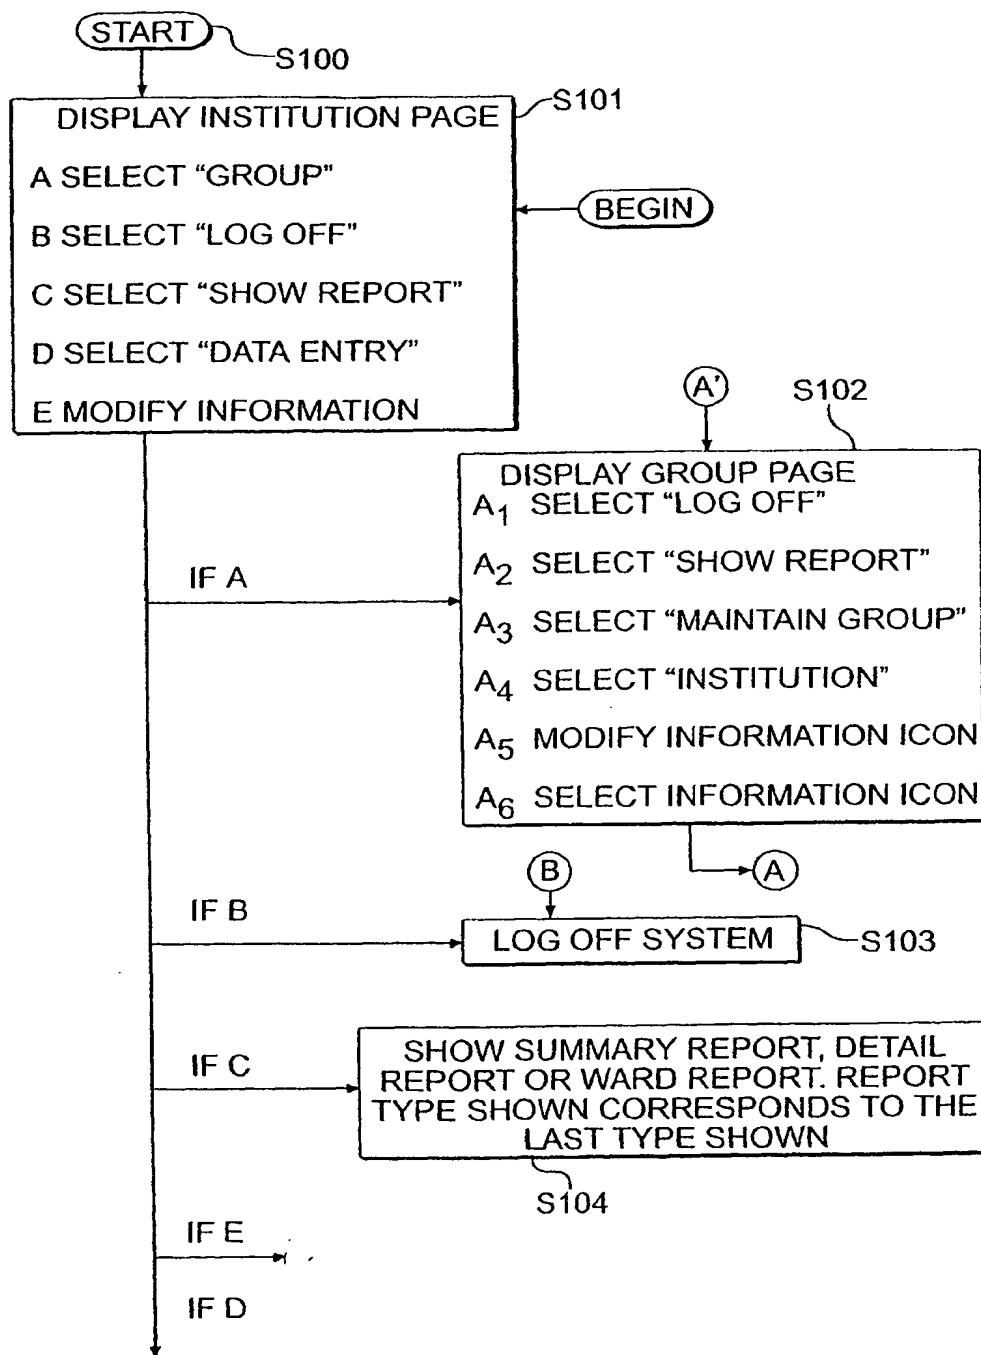 START
S100
DISPLAY INSTITUTION PAGE
S101
A SELECT “GROUP”
B SELECT “LOG OFF”
C SELECT “SHOW REPORT”
D SELECT “DATA ENTRY”
E MODIFY INFORMATION
BEGIN
A'
S102
DISPLAY GROUP PAGE
A1 SELECT “LOG OFF”
A2 SELECT “SHOW REPORT”
A3 SELECT “MAINTAIN GROUP”
A4 SELECT “INSTITUTION”
A5 MODIFY INFORMATION ICON
A6 SELECT INFORMATION ICON
IF A
A
B
IF B
LOG OFF SYSTEM
S103
IF C
SHOW SUMMARY REPORT, DETAIL
REPORT OR WARD REPORT. REPORT
TYPE SHOWN CORRESPONDS TO THE
LAST TYPE SHOWN
S104
IF E
IF D